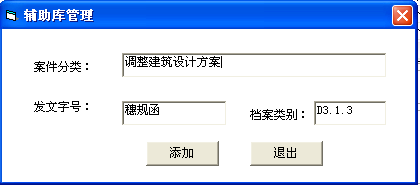 辅助库管理
案件分类： 调整建筑设计方案
发文字号： 穗规函 档案类别： D3.1.3
添加 退出